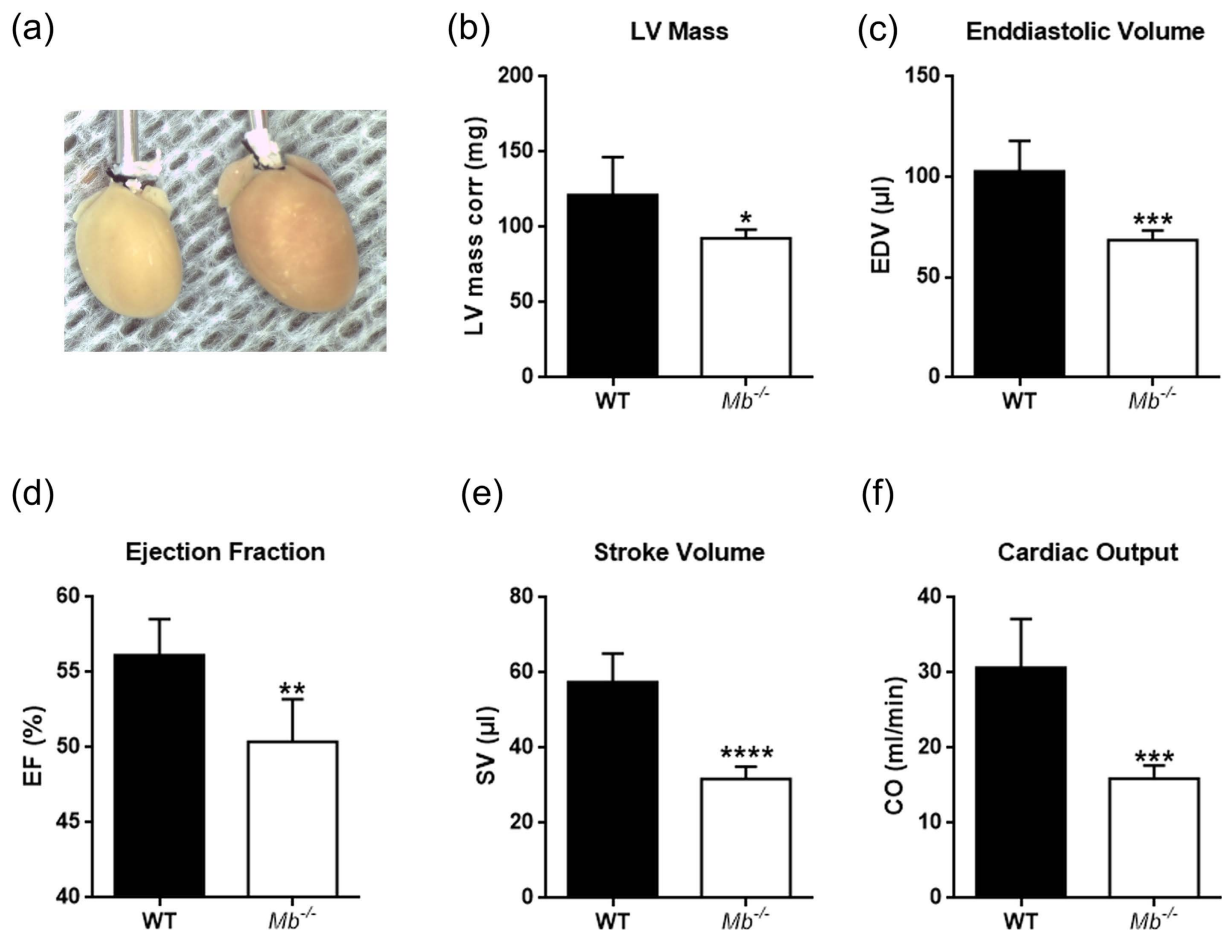 (a)
(b)
LV Mass
LV mass corr (mg)
200
150
100
50
0
*
WT
Mb-/-
(c)
Enddiastolic Volume
EDV (µl)
150
100
50
0
***
WT
Mb-/-
(d)
Ejection Fraction
EF (%)
60
55
50
45
40
**
WT
Mb-/-
(e)
Stroke Volume
SV (µl)
80
60
40
20
0
****
WT
Mb-/-
(f)
Cardiac Output
CO (ml/min)
40
30
20
10
0
***
WT
Mb-/-